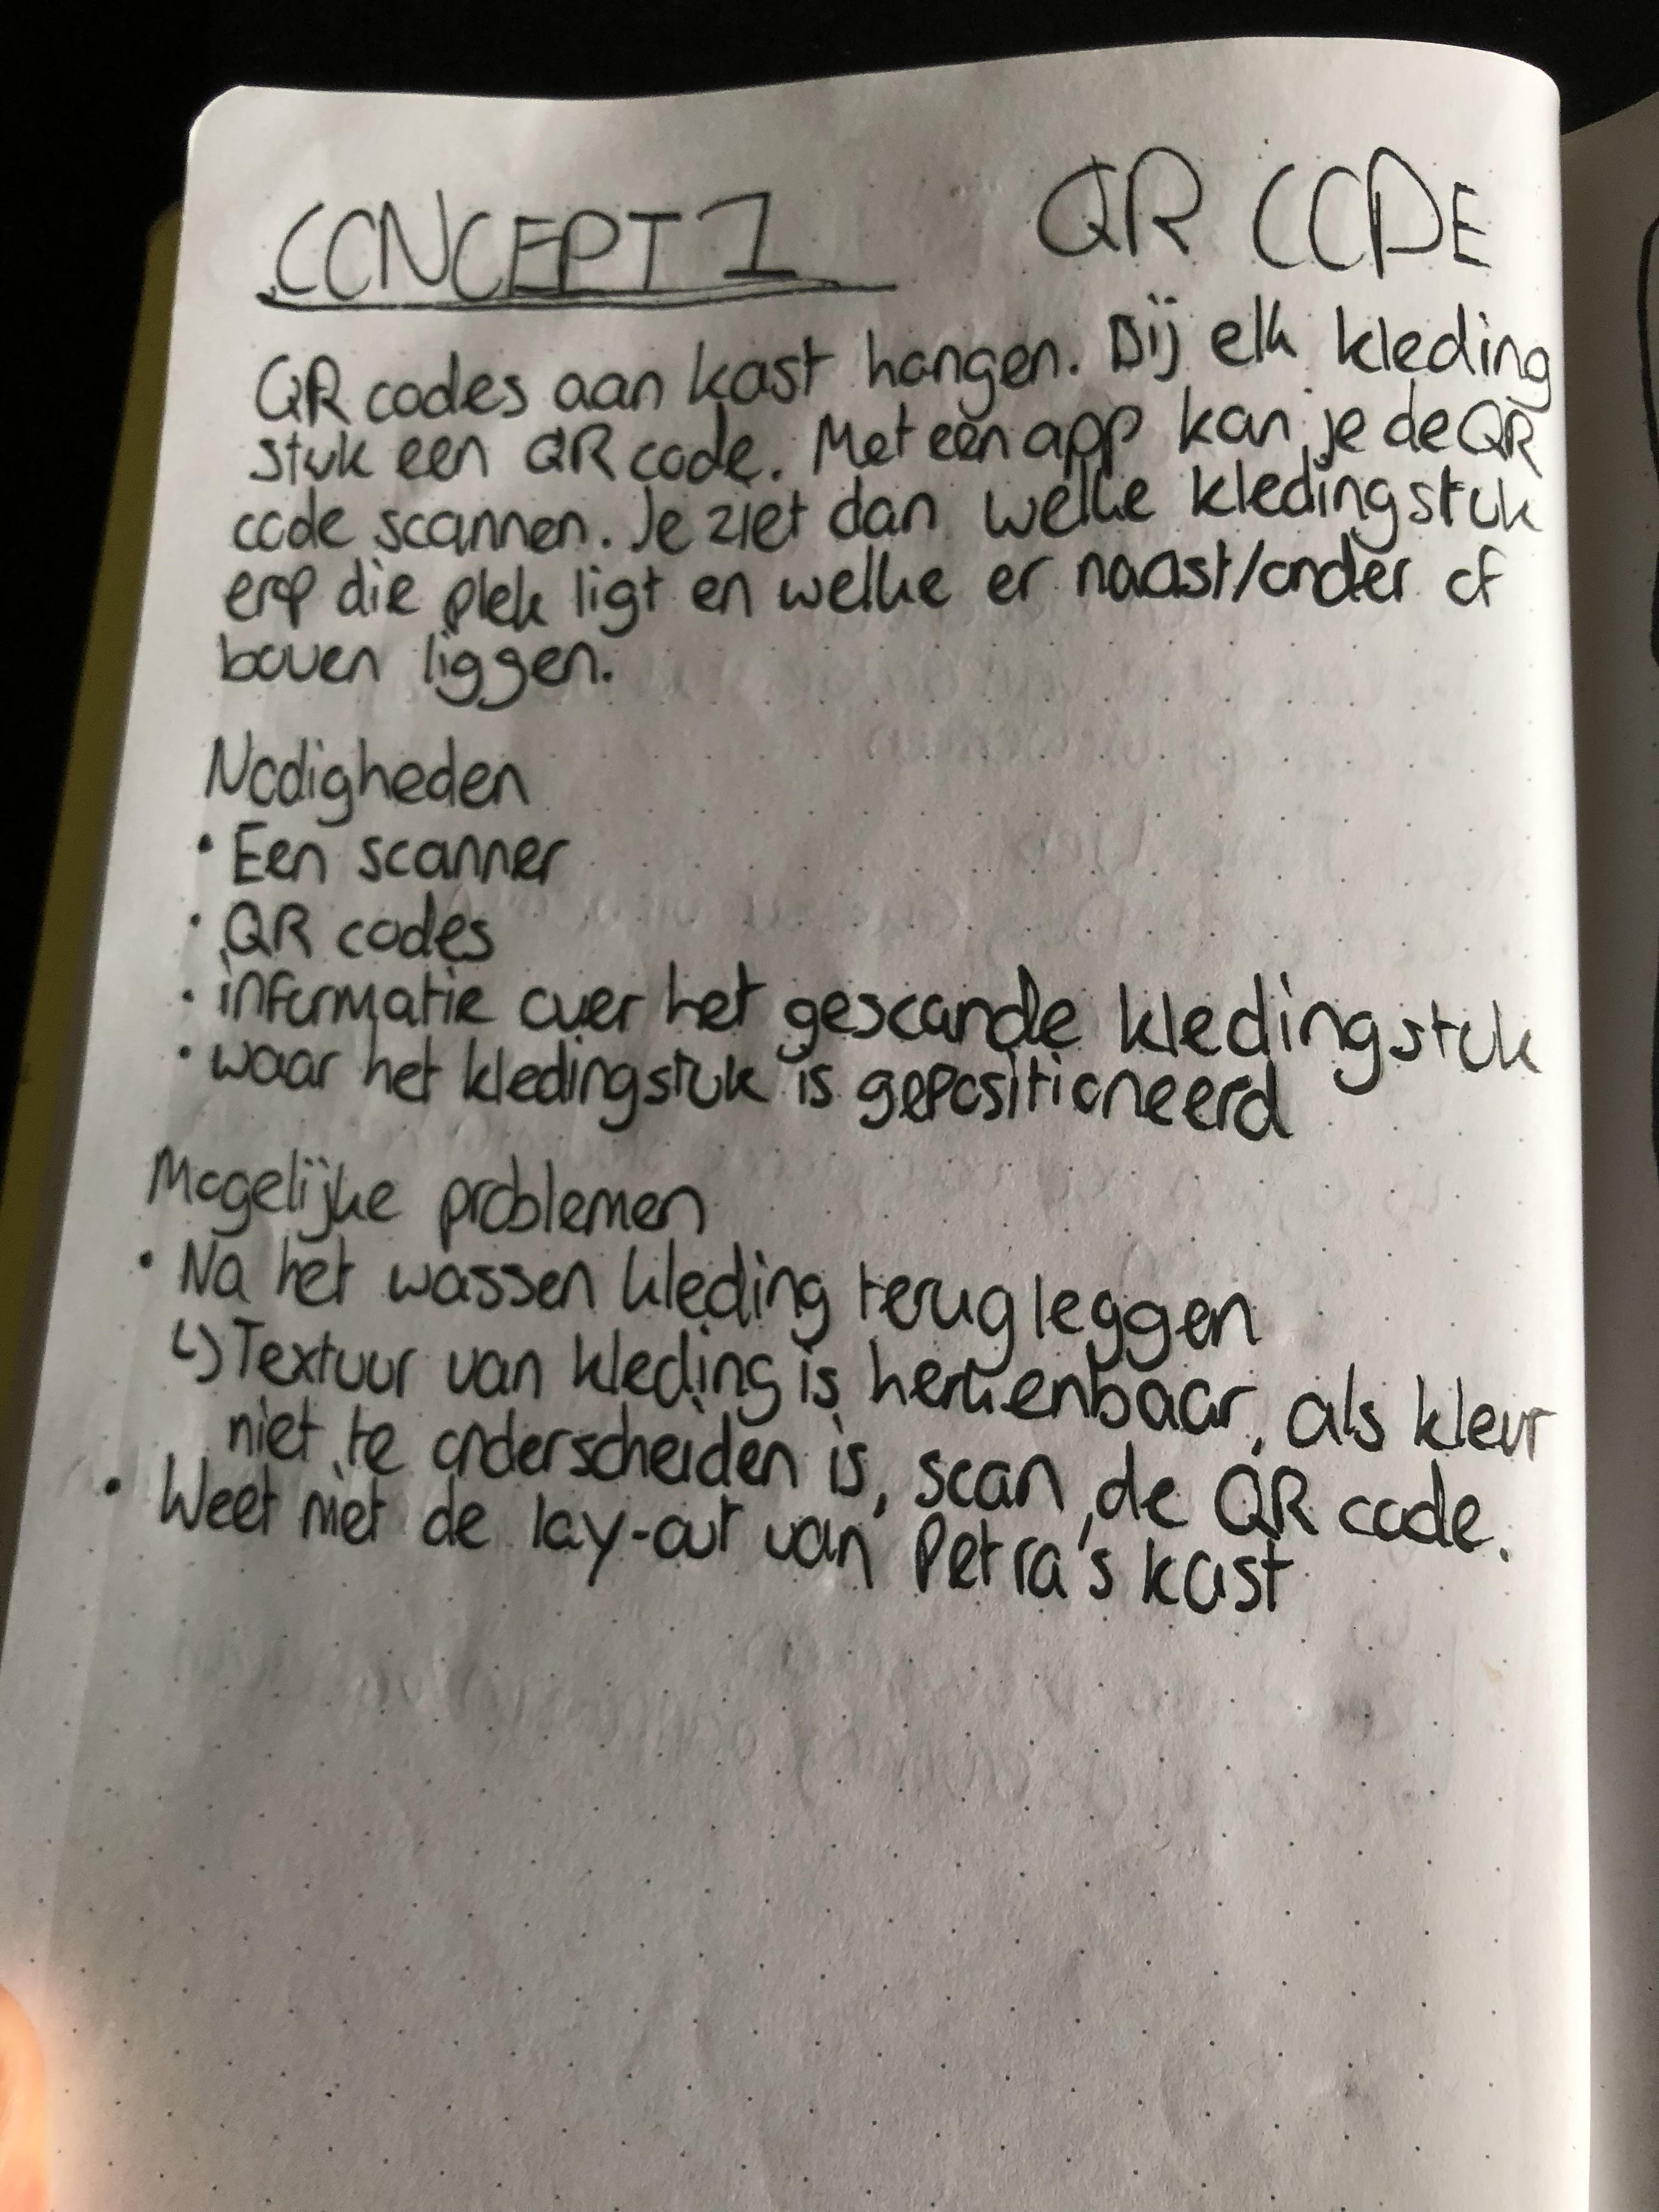 CONCEPT 1 QR CODE
QR codes aan kast hangen. Bij elk kleding
stuk een QR code. Met een app kan je de QR
code scannen. Je ziet dan welke kledingstuk
erop die plek ligt en welke er naast/onder of
boven liggen.
Nodigheden
• Een scanner
• QR codes
• informatie over het gescande kledingstuk
• waar het kledingstuk is gepositioneerd
Mogelijke problemen
• Na het wassen kleding terugleggen
↳ Textuur van kleding is herkenbaar, als kleur
niet te onderscheiden is, scan de QR code.
• Weet niet de lay-out van Petra's kast